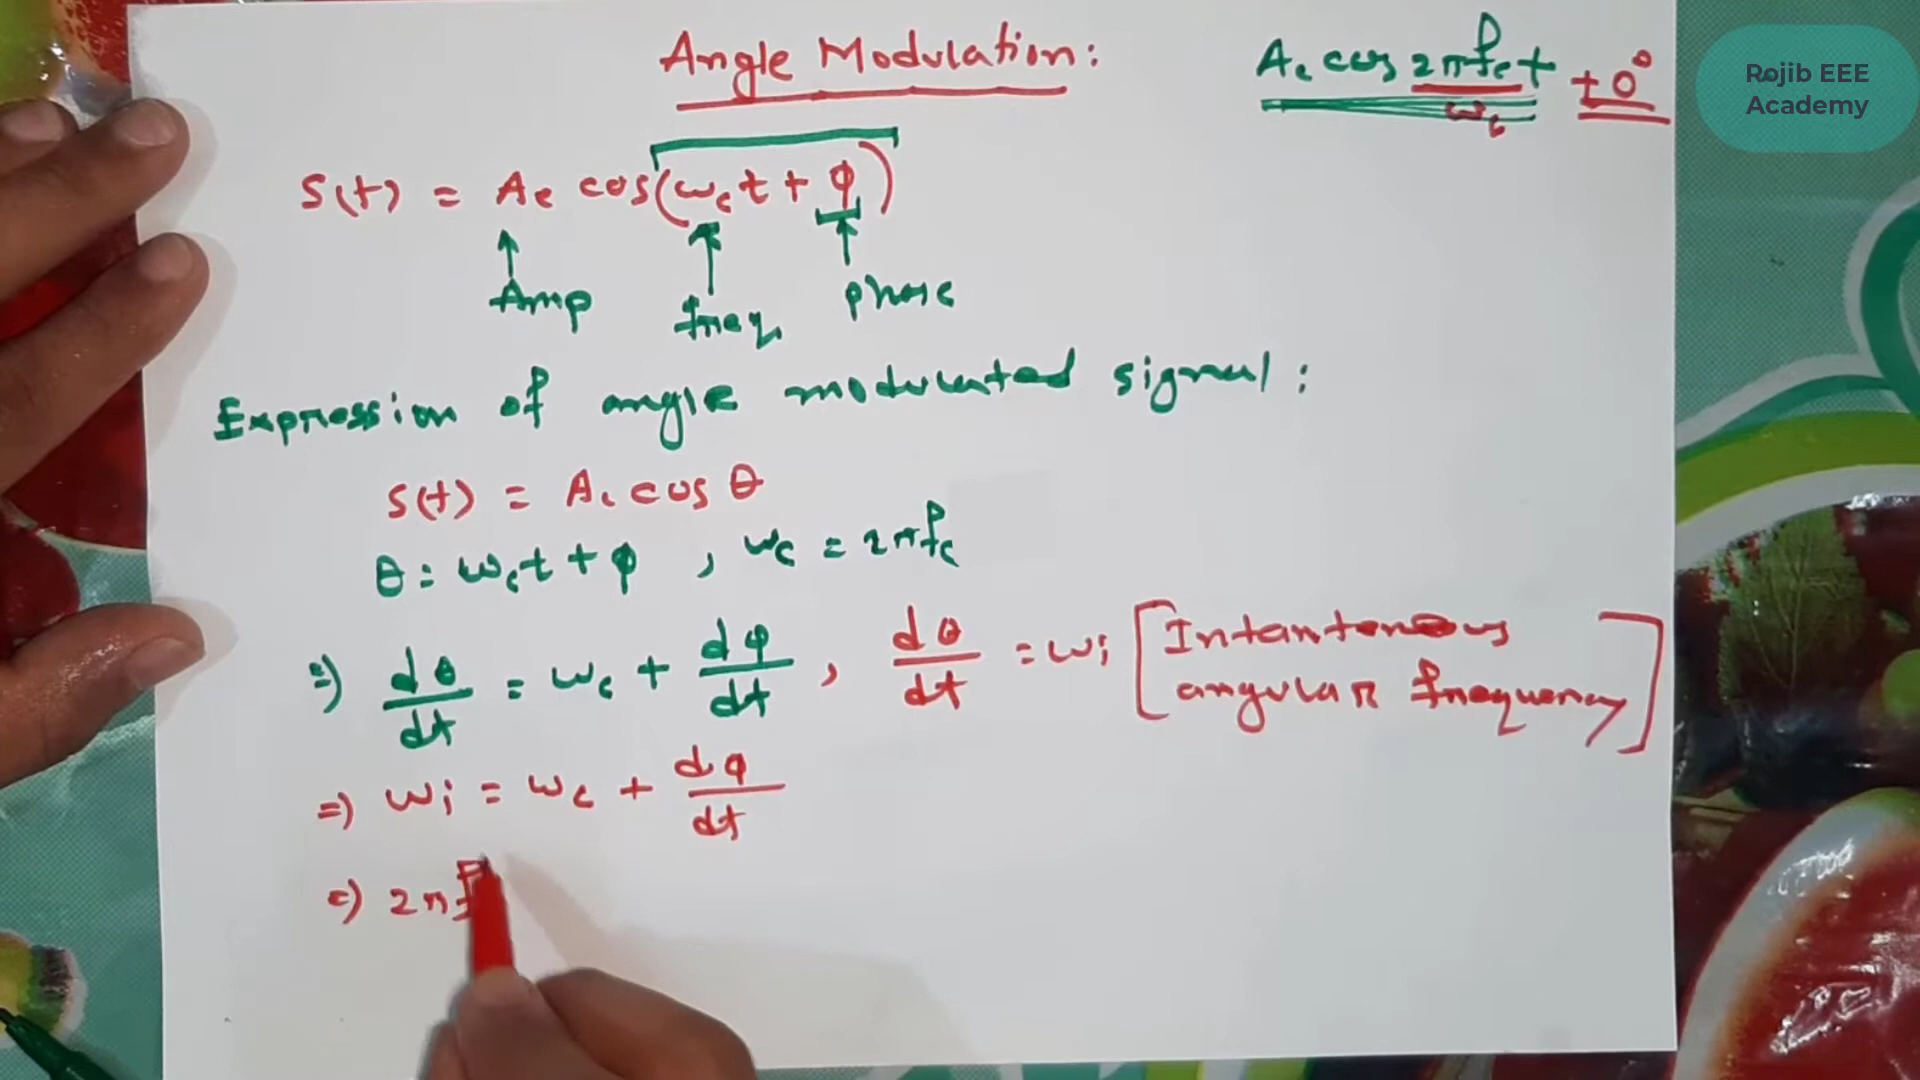 Angle Modulation:
Ac cos 2πfct + 0°
ωc
Rojib EEE
Academy
S(t) = Ac cos(ωct + φ)
Amp freq. phase
Expression of angle modulated signal:
S(t) = Ac cos θ
θ = ωct + φ , ωc = 2πfc
⇒) dθ/dt = ωc + dφ/dt , dθ/dt = ωi [Intanteneous
angular frequency]
⇒) ωi = ωc + dφ/dt
⇒) 2πf